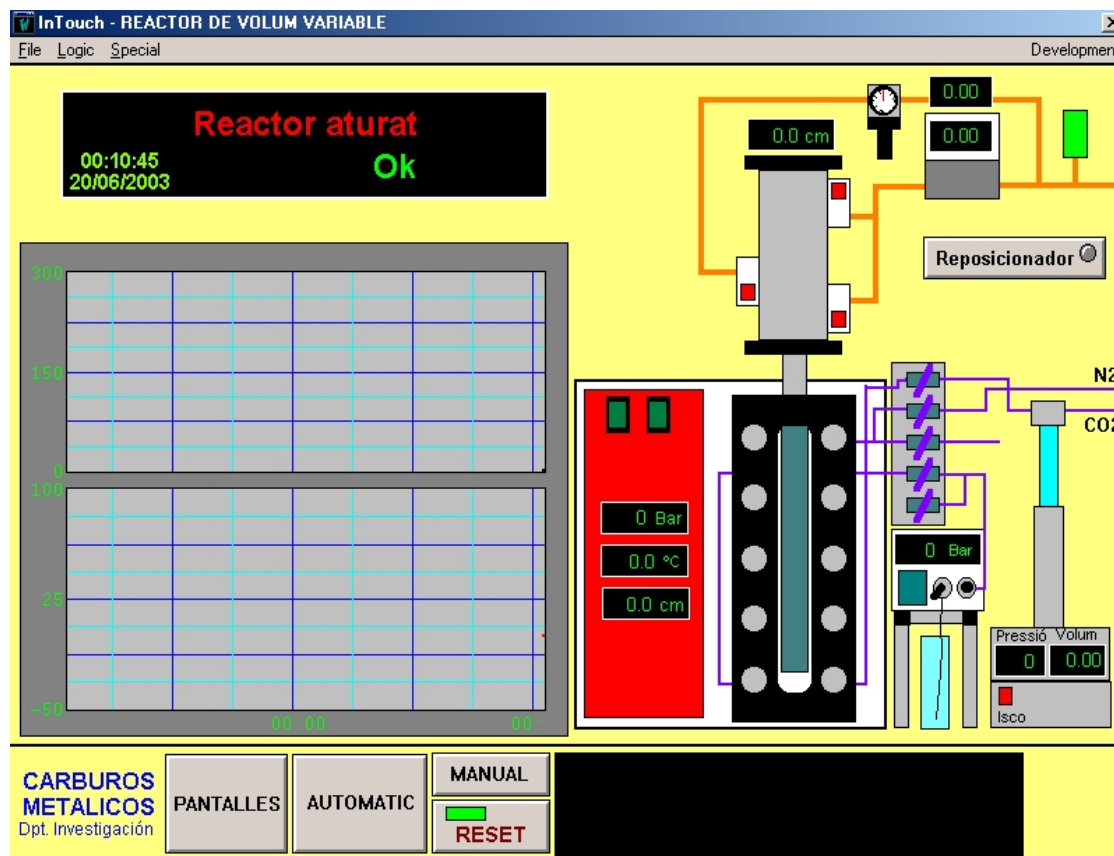 InTouch - REACTOR DE VOLUM VARIABLE
File Logic Special
Developmen
Reactor aturat
00:10:45
Ok
20/06/2003
0.0 cm
0.00
0.00
Reposicionador
300
150
0
100
25
-50
00:00
00:
0 Bar
0.0 ºC
0.0 cm
N2
CO2
0 Bar
Pressió Volum
0 0.00
Isco
CARBUROS
METALICOS
Dpt. Investigación
PANTALLES
AUTOMATIC
MANUAL
RESET